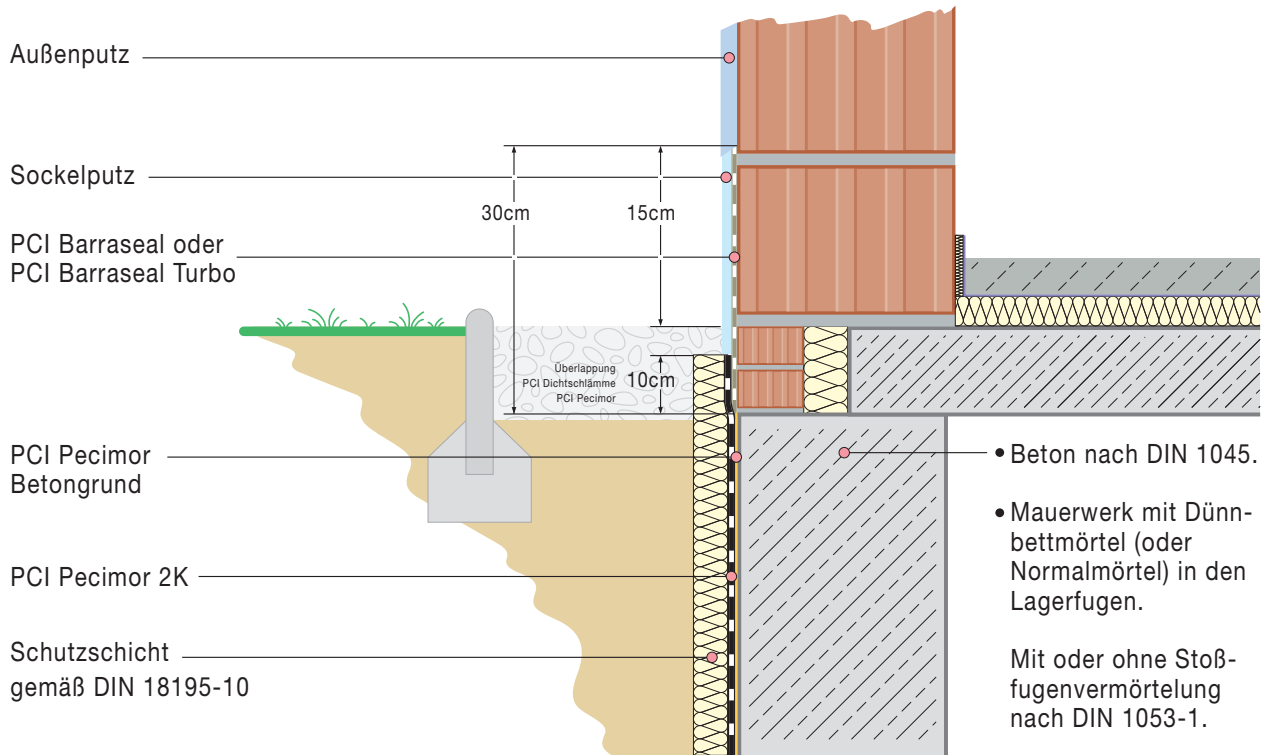 Außenputz
Sockelputz
30cm
15cm
PCI Barraseal oder
PCI Barraseal Turbo
Überlappung
PCI Dichtschlämme
PCI Pecimor
10cm
PCI Pecimor
Betongrund
PCI Pecimor 2K
Schutzschicht
gemäß DIN 18195-10
• Beton nach DIN 1045.
• Mauerwerk mit Dünn-
bettmörtel (oder
Normalmörtel) in den
Lagerfugen.
Mit oder ohne Stoß-
fugenvermörtelung
nach DIN 1053-1.